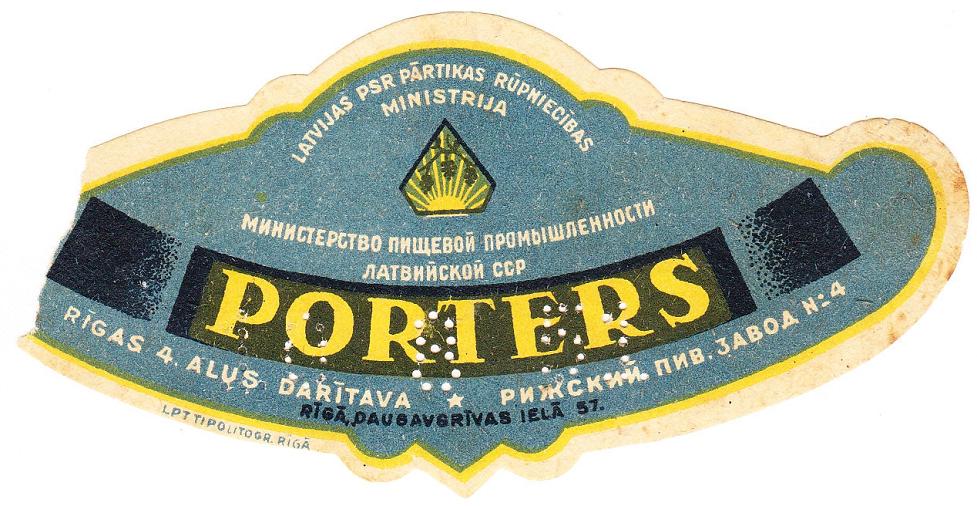 LATVIJAS PSR PĀRTIKAS RŪPNIECĪBAS
MINISTRIJA
МИНИСТЕРСТВО ПИЩЕВОЙ ПРОМЫШЛЕННОСТИ
ЛАТВИЙСКОЙ ССР
PORTERS
RĪGAS 4. ALUS DARĪTAVA ★ РИЖСКИЙ ПИВ. ЗАВОД №:4
RĪGĀ, DAUGAVGRĪVAS IELĀ 57.
LPT TIPOLITOGR. RĪGĀ